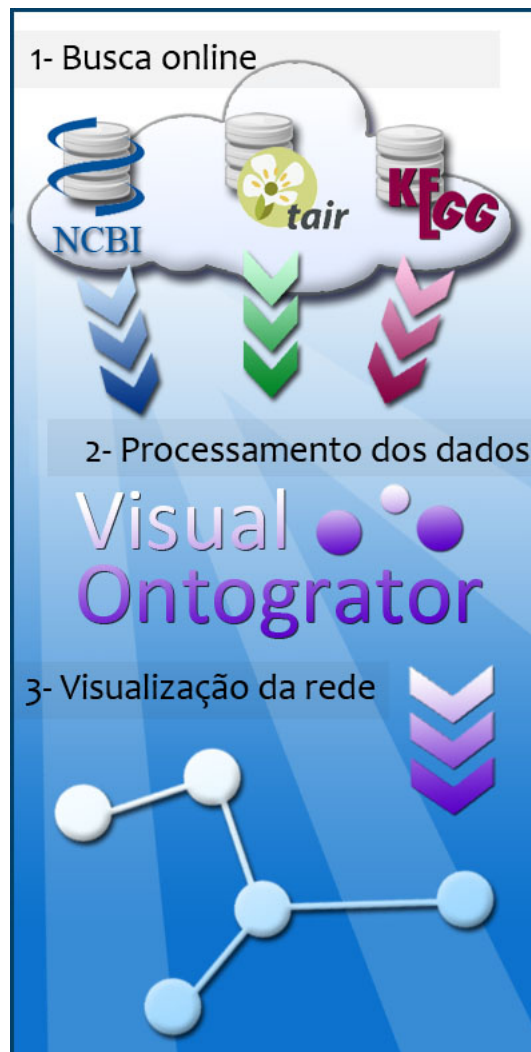 1- Busca online
NCBI
tair
KEGG
2- Processamento dos dados
Visual
Ontogrator
3- Visualização da rede